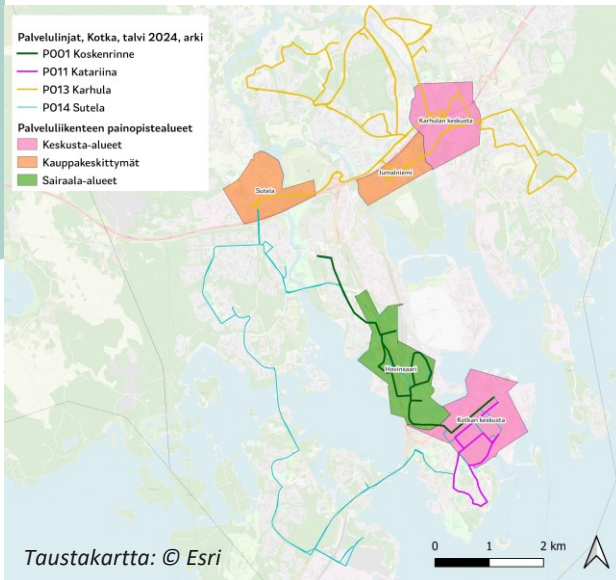 Palvelulinjat, Kotka, talvi 2024, arki
P001 Koskenrinne
P011 Katariina
P013 Karhula
P014 Sutela
Palveluliikenteen painopistealueet
Keskusta-alueet
Kauppakeskittymät
Sairaala-alueet
Karhulan keskusta
Jumalniemi
Sutela
Hovinsaari
Kotkan keskusta
Taustakartta: © Esri
0 1 2 km